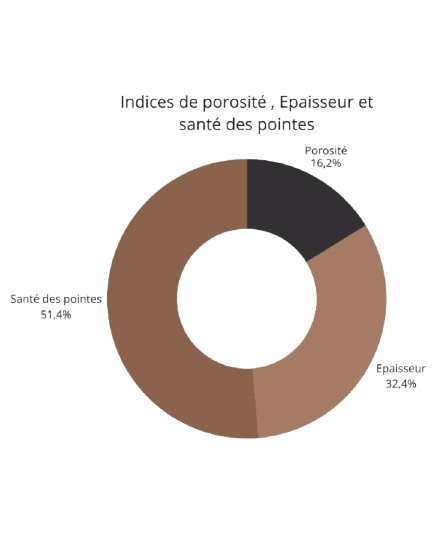 Indices de porosité , Epaisseur et
santé des pointes
Porosité
16,2%
Santé des pointes
51,4%
Epaisseur
32,4%